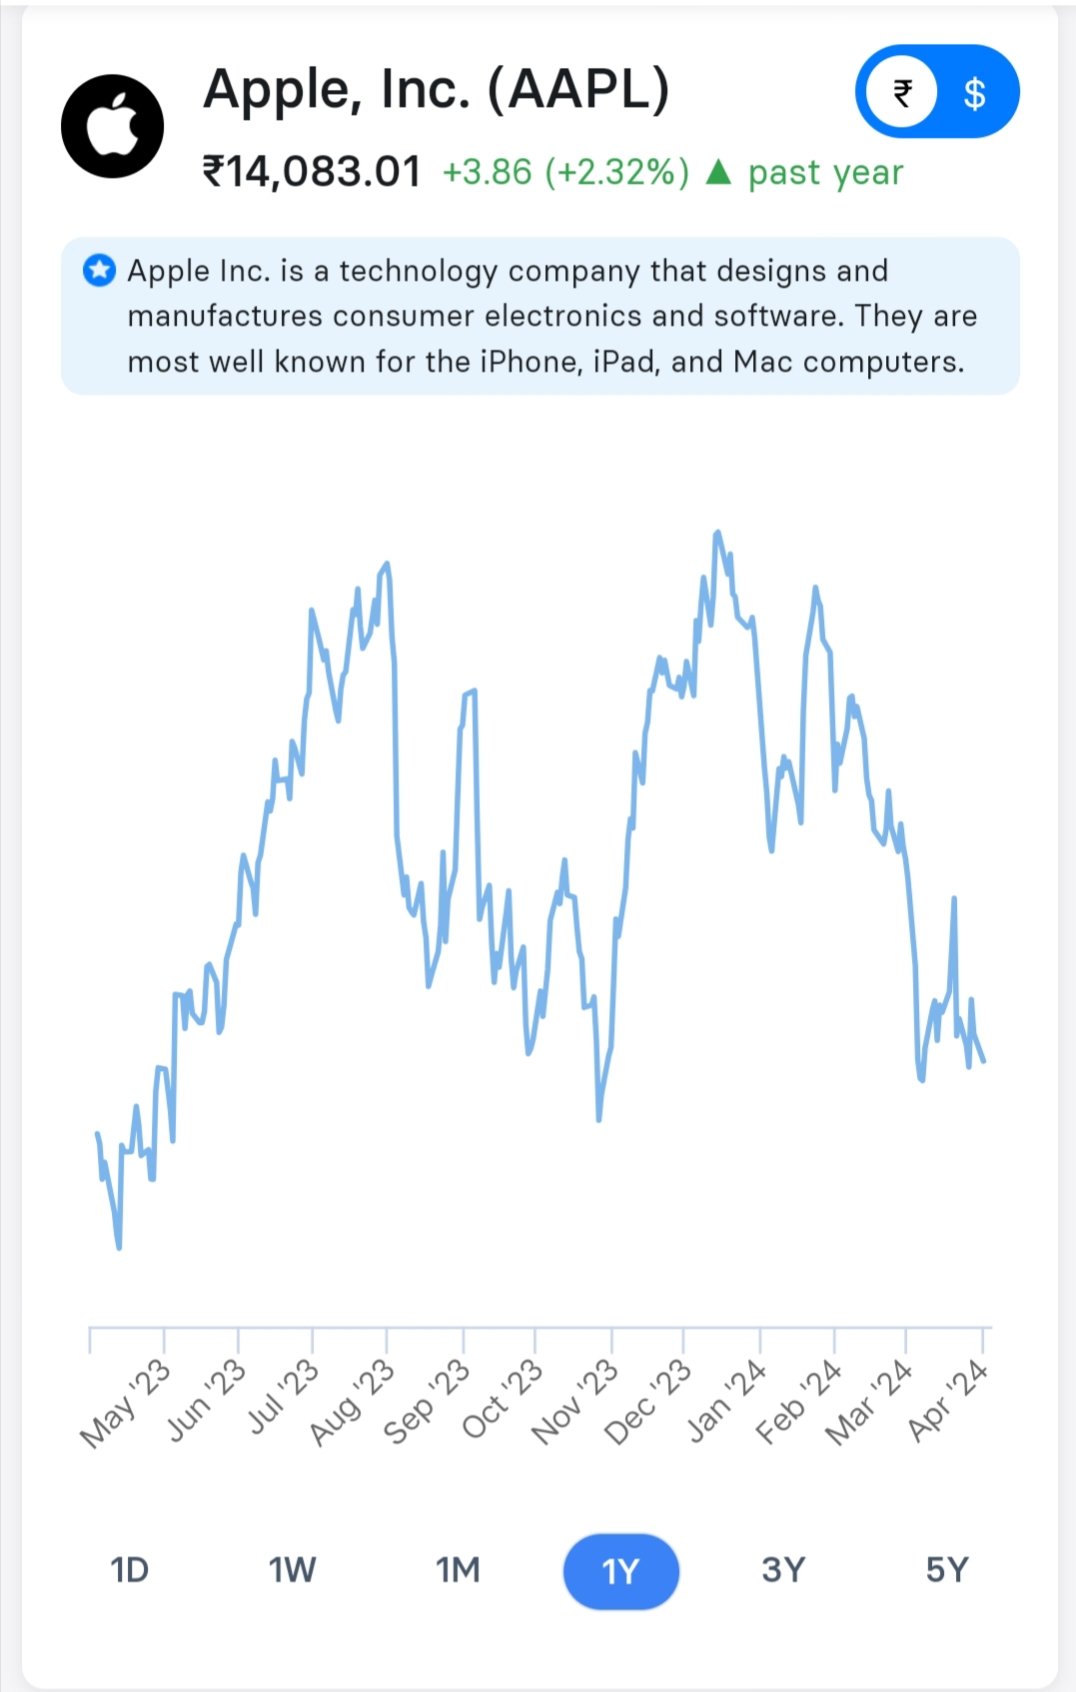 Apple, Inc. (AAPL)
₹ $
₹14,083.01 +3.86 (+2.32%) ▲ past year
Apple Inc. is a technology company that designs and
manufactures consumer electronics and software. They are
most well known for the iPhone, iPad, and Mac computers.
May '23 Jun '23 Jul '23 Aug '23 Sep '23 Oct '23 Nov '23 Dec '23 Jan '24 Feb '24 Mar '24 Apr '24
1D 1W 1M 1Y 3Y 5Y